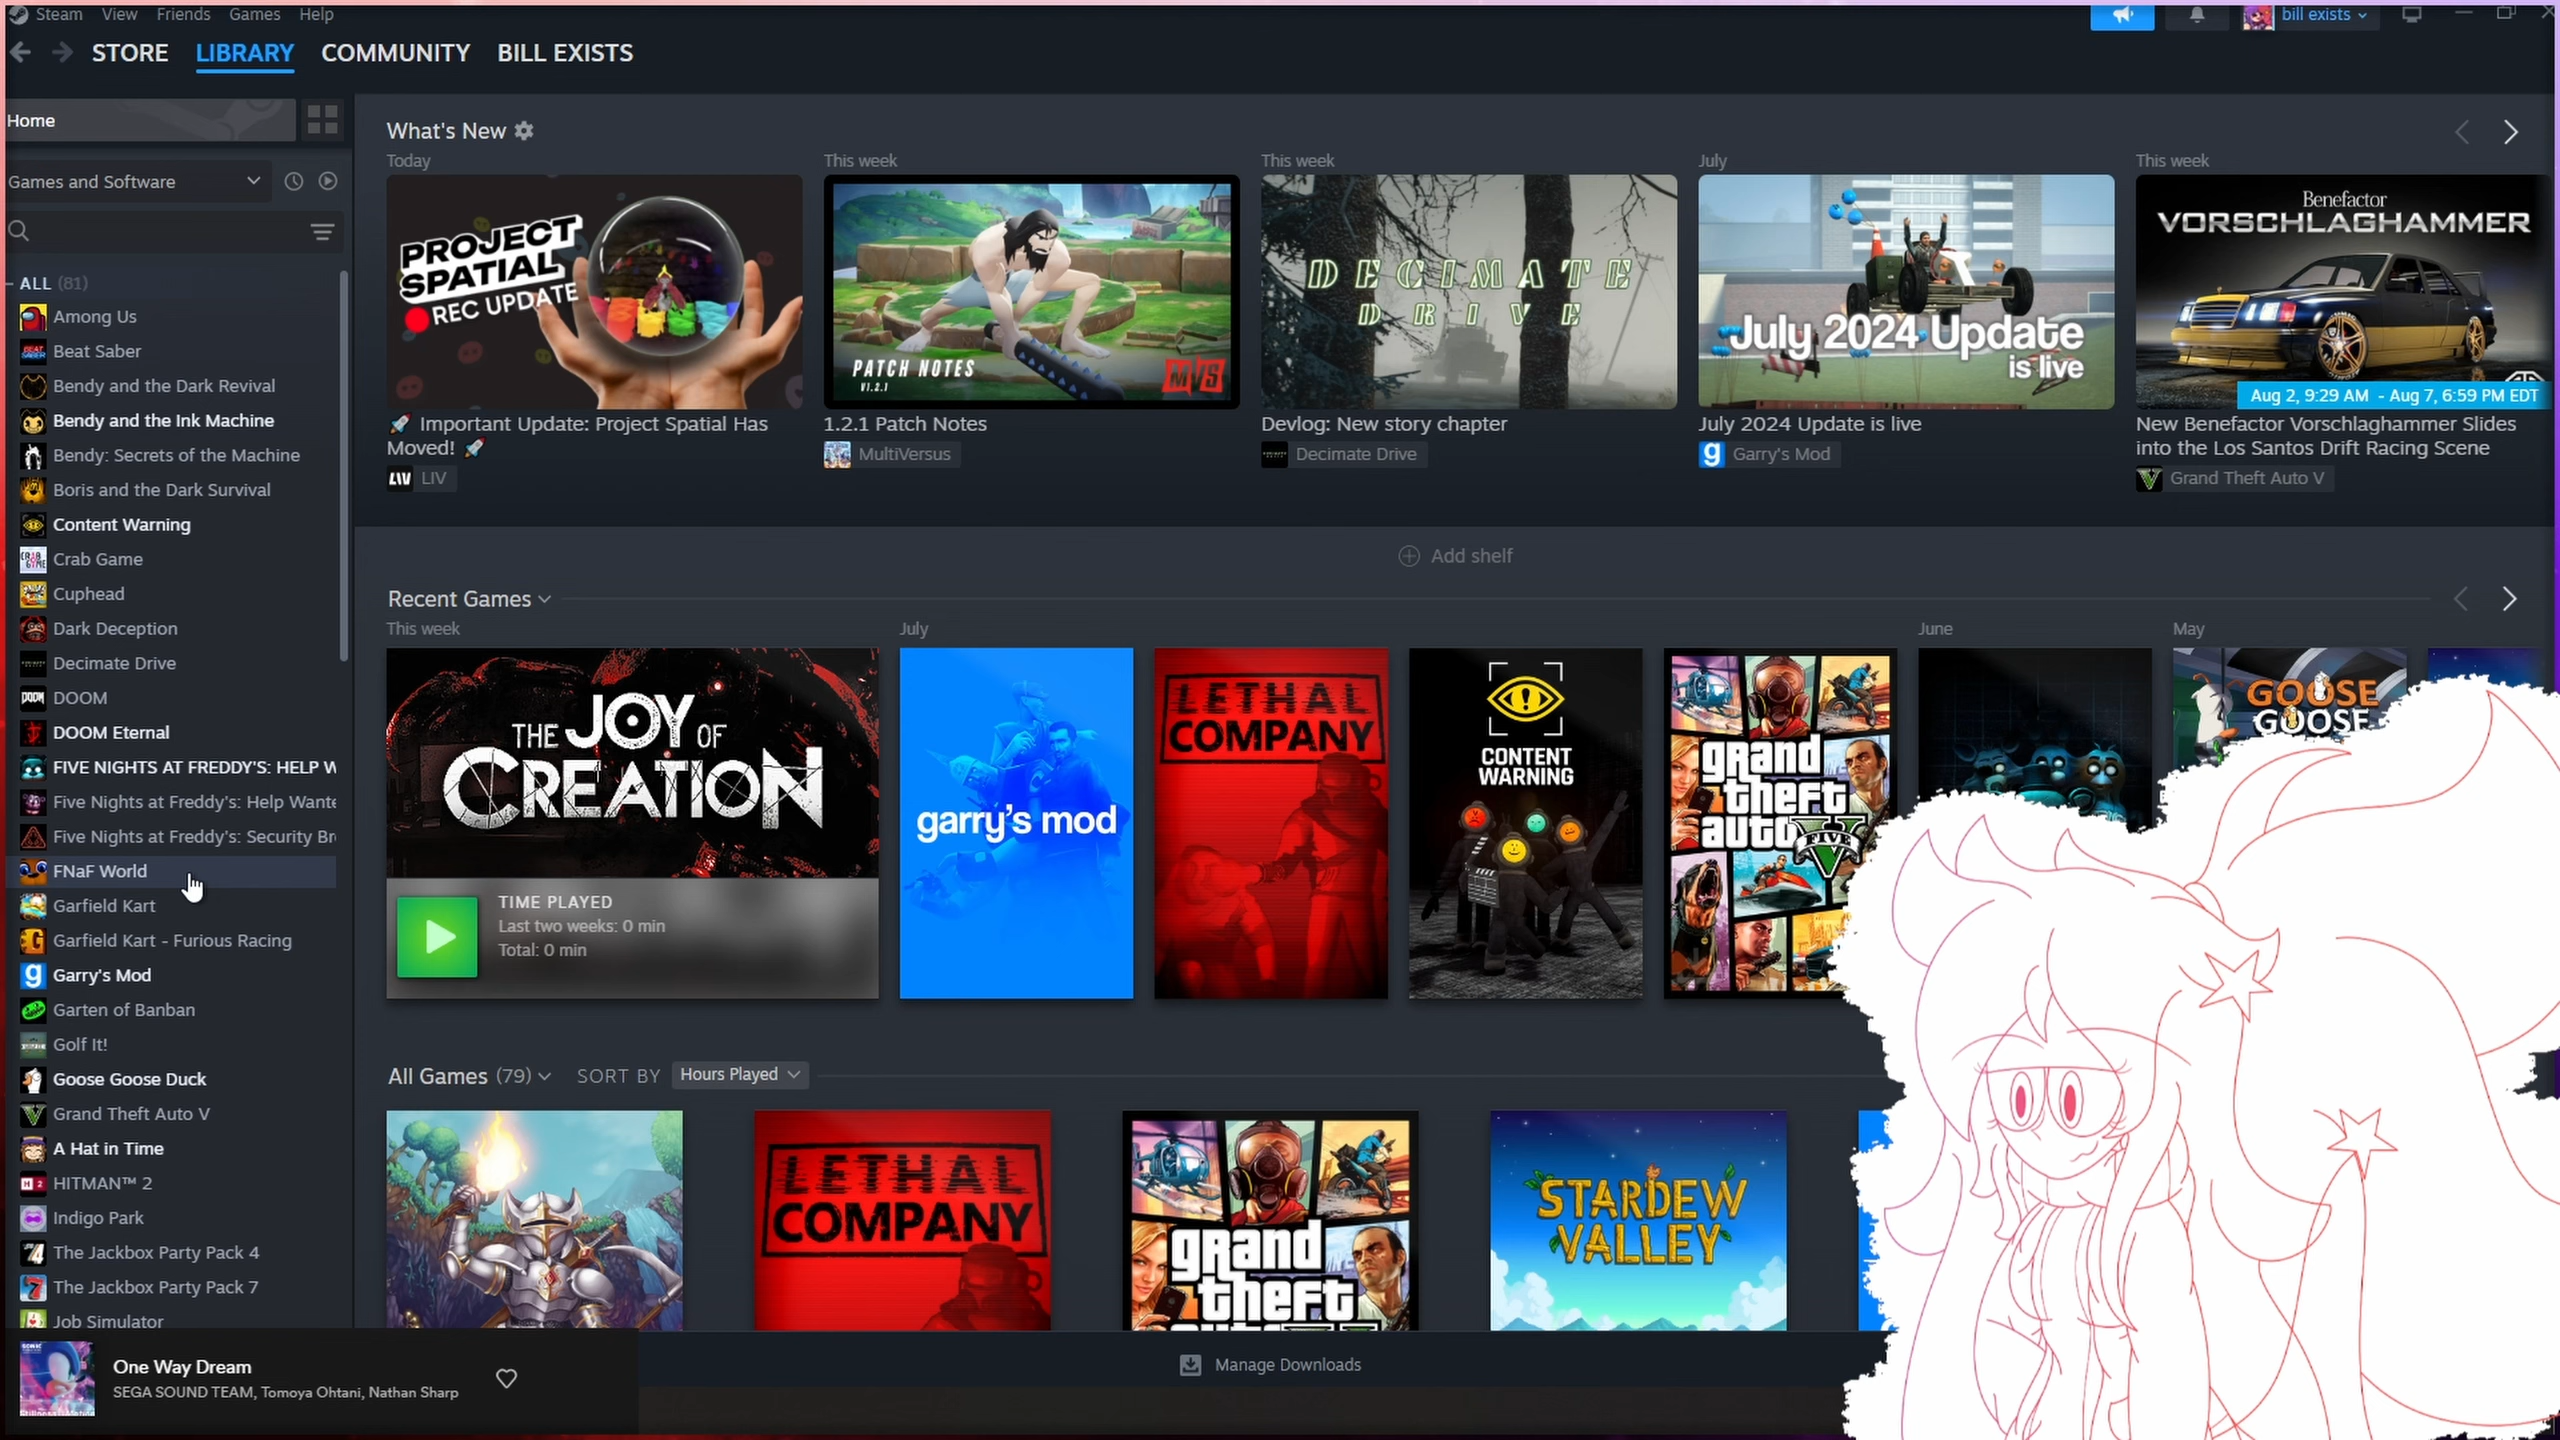 Steam View Friends Games Help
bill exists
STORE LIBRARY COMMUNITY BILL EXISTS
Home
Games and Software
ALL (81)
Among Us
Beat Saber
Bendy and the Dark Revival
Bendy and the Ink Machine
Bendy: Secrets of the Machine
Boris and the Dark Survival
Content Warning
Crab Game
Cuphead
Dark Deception
Decimate Drive
DOOM
DOOM Eternal
FIVE NIGHTS AT FREDDY'S: HELP W
Five Nights at Freddy's: Help Wante
Five Nights at Freddy's: Security Br
FNaF World
Garfield Kart
Garfield Kart - Furious Racing
Garry's Mod
Garten of Banban
Golf It!
Goose Goose Duck
Grand Theft Auto V
A Hat in Time
HITMAN™ 2
Indigo Park
The Jackbox Party Pack 4
The Jackbox Party Pack 7
Job Simulator
One Way Dream
SEGA SOUND TEAM, Tomoya Ohtani, Nathan Sharp
What's New
Today
PROJECT
SPATIAL
REC UPDATE
🚀 Important Update: Project Spatial Has
Moved! 🚀
LIV LIV
This week
PATCH NOTES
V1.2.1
MVS
1.2.1 Patch Notes
MultiVersus
This week
DECIMATE
DRIVE
Devlog: New story chapter
Decimate Drive
July
July 2024 Update
is live
July 2024 Update is live
g Garry's Mod
This week
Benefactor
VORSCHLAGHAMMER
Aug 2, 9:29 AM - Aug 7, 6:59 PM EDT
New Benefactor Vorschlaghammer Slides
into the Los Santos Drift Racing Scene
Grand Theft Auto V
Add shelf
Recent Games
This week
THE JOY OF
CREATION
TIME PLAYED
Last two weeks: 0 min
Total: 0 min
July
garry's mod
LETHAL
COMPANY
CONTENT
WARNING
grand
theft
auto
FIVE
June
May
GOOSE
GOOSE
All Games (79) SORT BY Hours Played
LETHAL
COMPANY
grand
theft
STARDEW
VALLEY
Manage Downloads